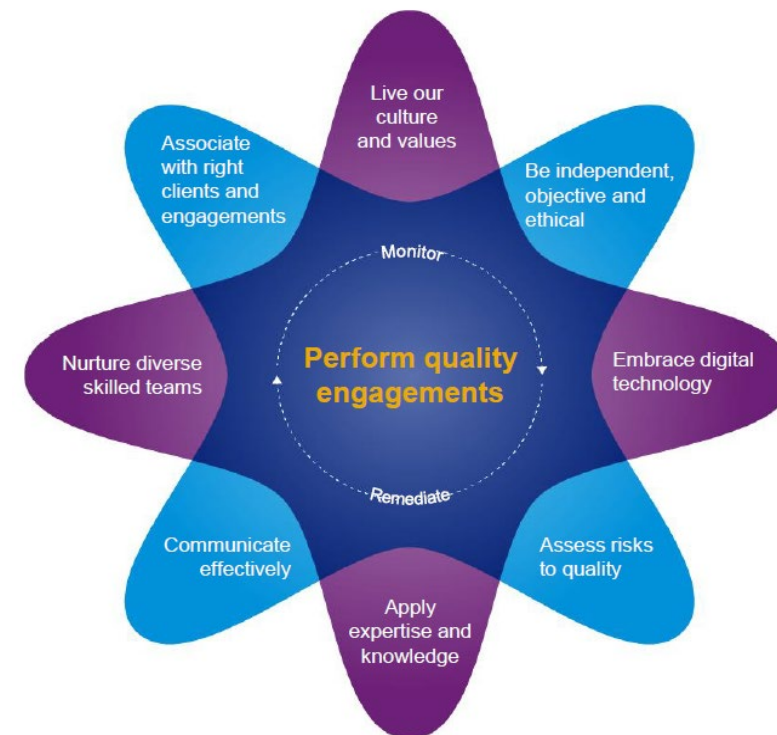 Live our
culture
and values
Be independent,
objective and
ethical
Embrace digital
technology
Assess risks
to quality
Apply
expertise and
knowledge
Communicate
effectively
Nurture diverse
skilled teams
Associate
with right
clients and
engagements
Monitor
Perform quality
engagements
Remediate